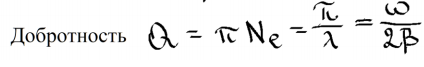 Добротность Q = π Nₑ = π/λ = ω/2β